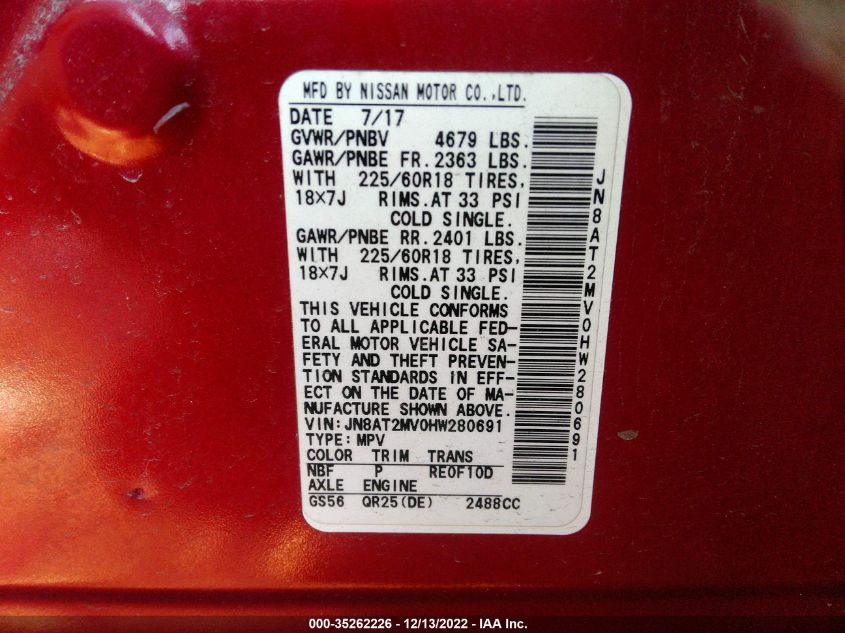 MFD BY NISSAN MOTOR CO.,LTD.
DATE 7/17
GVWR/PNBV 4679 LBS.
GAWR/PNBE FR. 2363 LBS.
WITH 225/60R18 TIRES,
18×7J RIMS. AT 33 PSI
COLD SINGLE.
GAWR/PNBE RR. 2401 LBS.
WITH 225/60R18 TIRES,
18×7J RIMS. AT 33 PSI
COLD SINGLE.
THIS VEHICLE CONFORMS
TO ALL APPLICABLE FED-
ERAL MOTOR VEHICLE SA-
FETY AND THEFT PREVEN-
TION STANDARDS IN EFF-
ECT ON THE DATE OF MA-
NUFACTURE SHOWN ABOVE.
VIN: JN8AT2MV0HW280691
TYPE: MPV
COLOR TRIM TRANS
NBF P RE0F10D
AXLE ENGINE
GS56 QR25(DE) 2488CC
JN8AT2MV0HW280691
000-35262226 - 12/13/2022 - IAA Inc.